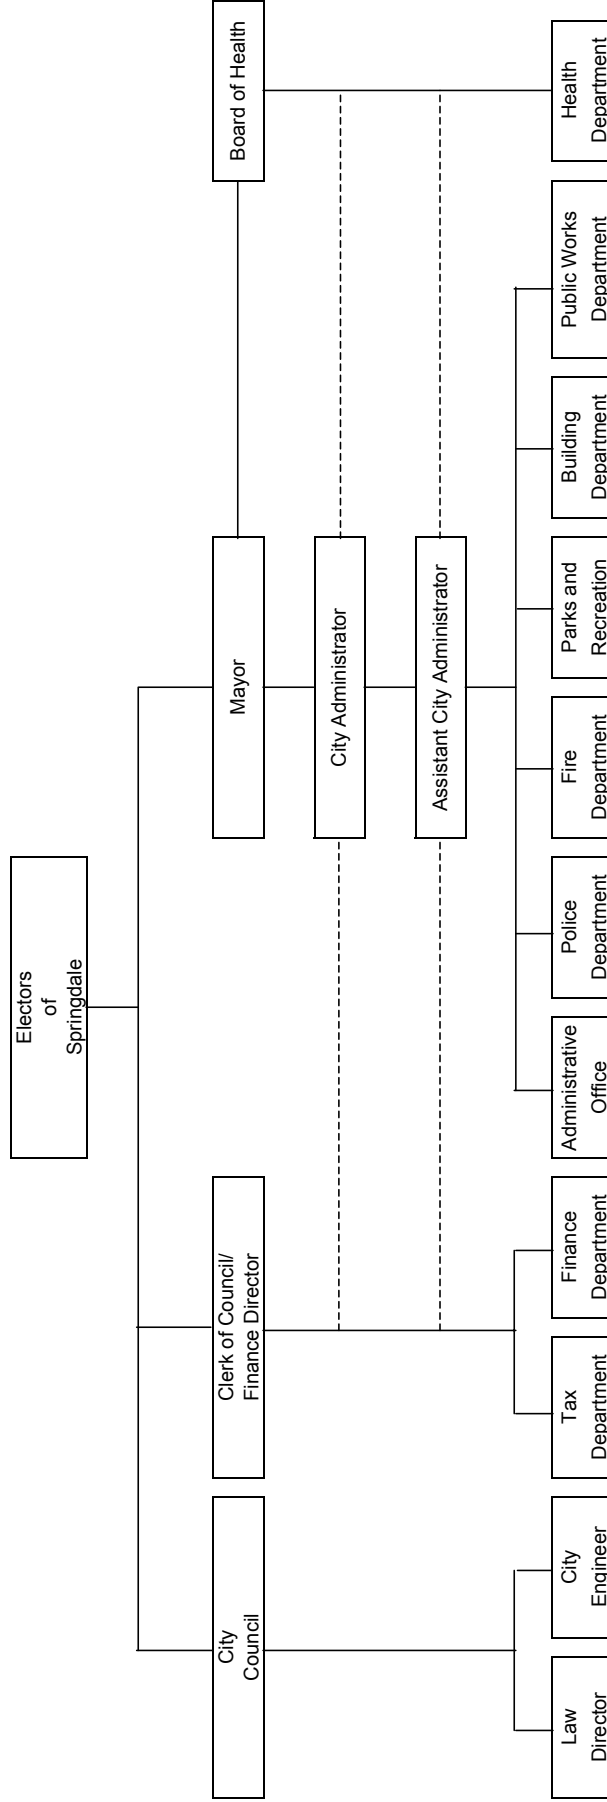 Electors
of
Springdale
City
Council
Clerk of Council/
Finance Director
Mayor
Board of Health
City Administrator
Assistant City Administrator
Law
Director
City
Engineer
Tax
Department
Finance
Department
Administrative
Office
Police
Department
Fire
Department
Parks and
Recreation
Building
Department
Public Works
Department
Health
Department